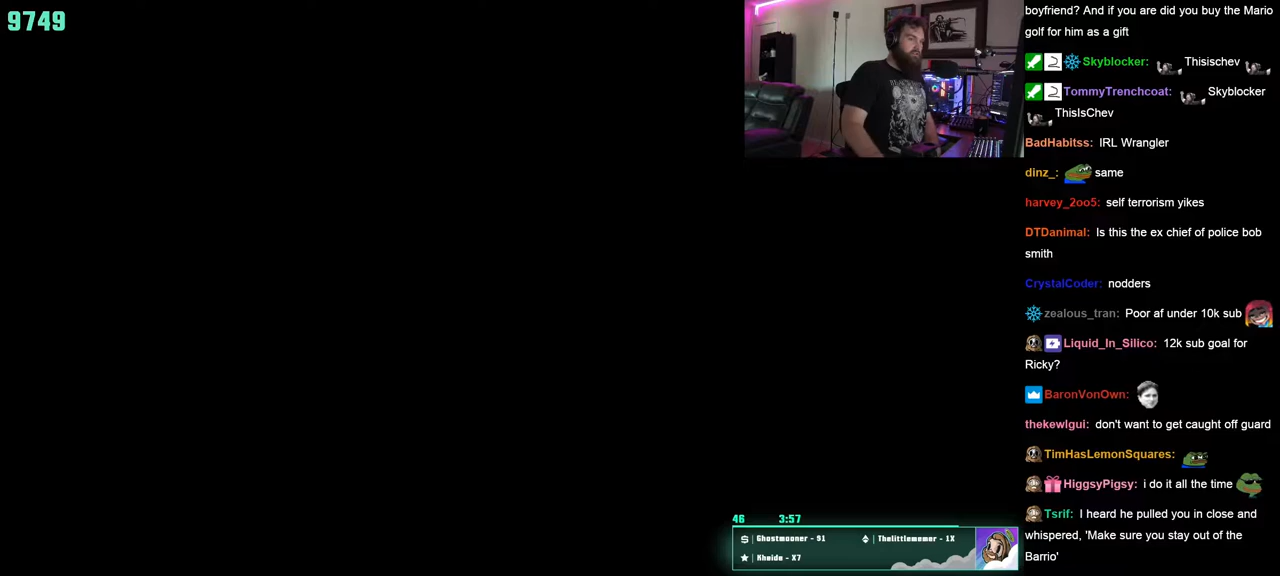 9749
boyfriend? And if you are did you buy the Mario
golf for him as a gift
Skyblocker: Thisischev
TommyTrenchcoat: Skyblocker
ThisIsChev
BadHabitss: IRL Wrangler
dinz_: same
harvey_2oo5: self terrorism yikes
DTDanimal: Is this the ex chief of police bob
smith
CrystalCoder: nodders
zealous_tran: Poor af under 10k sub
Liquid_In_Silico: 12k sub goal for
Ricky?
BaronVonOwn:
thekewlgui: don't want to get caught off guard
TimHasLemonSquares:
HiggsyPigsy: i do it all the time
Tsrif: I heard he pulled you in close and
whispered, 'Make sure you stay out of the
Barrio'
46 3:57
Ghostmooner - 91
Thelittlememer - 1X
Kheido - X7